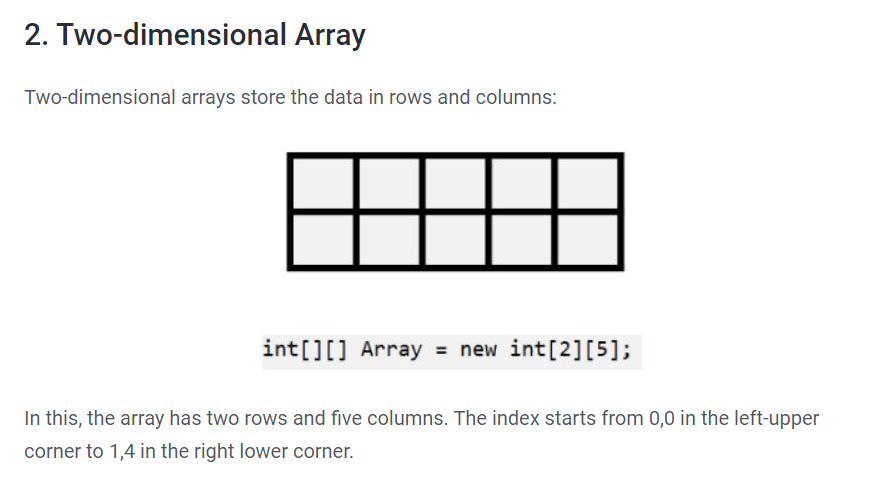 2. Two-dimensional Array
Two-dimensional arrays store the data in rows and columns:
int[][] Array = new int[2][5];
In this, the array has two rows and five columns. The index starts from 0,0 in the left-upper
corner to 1,4 in the right lower corner.